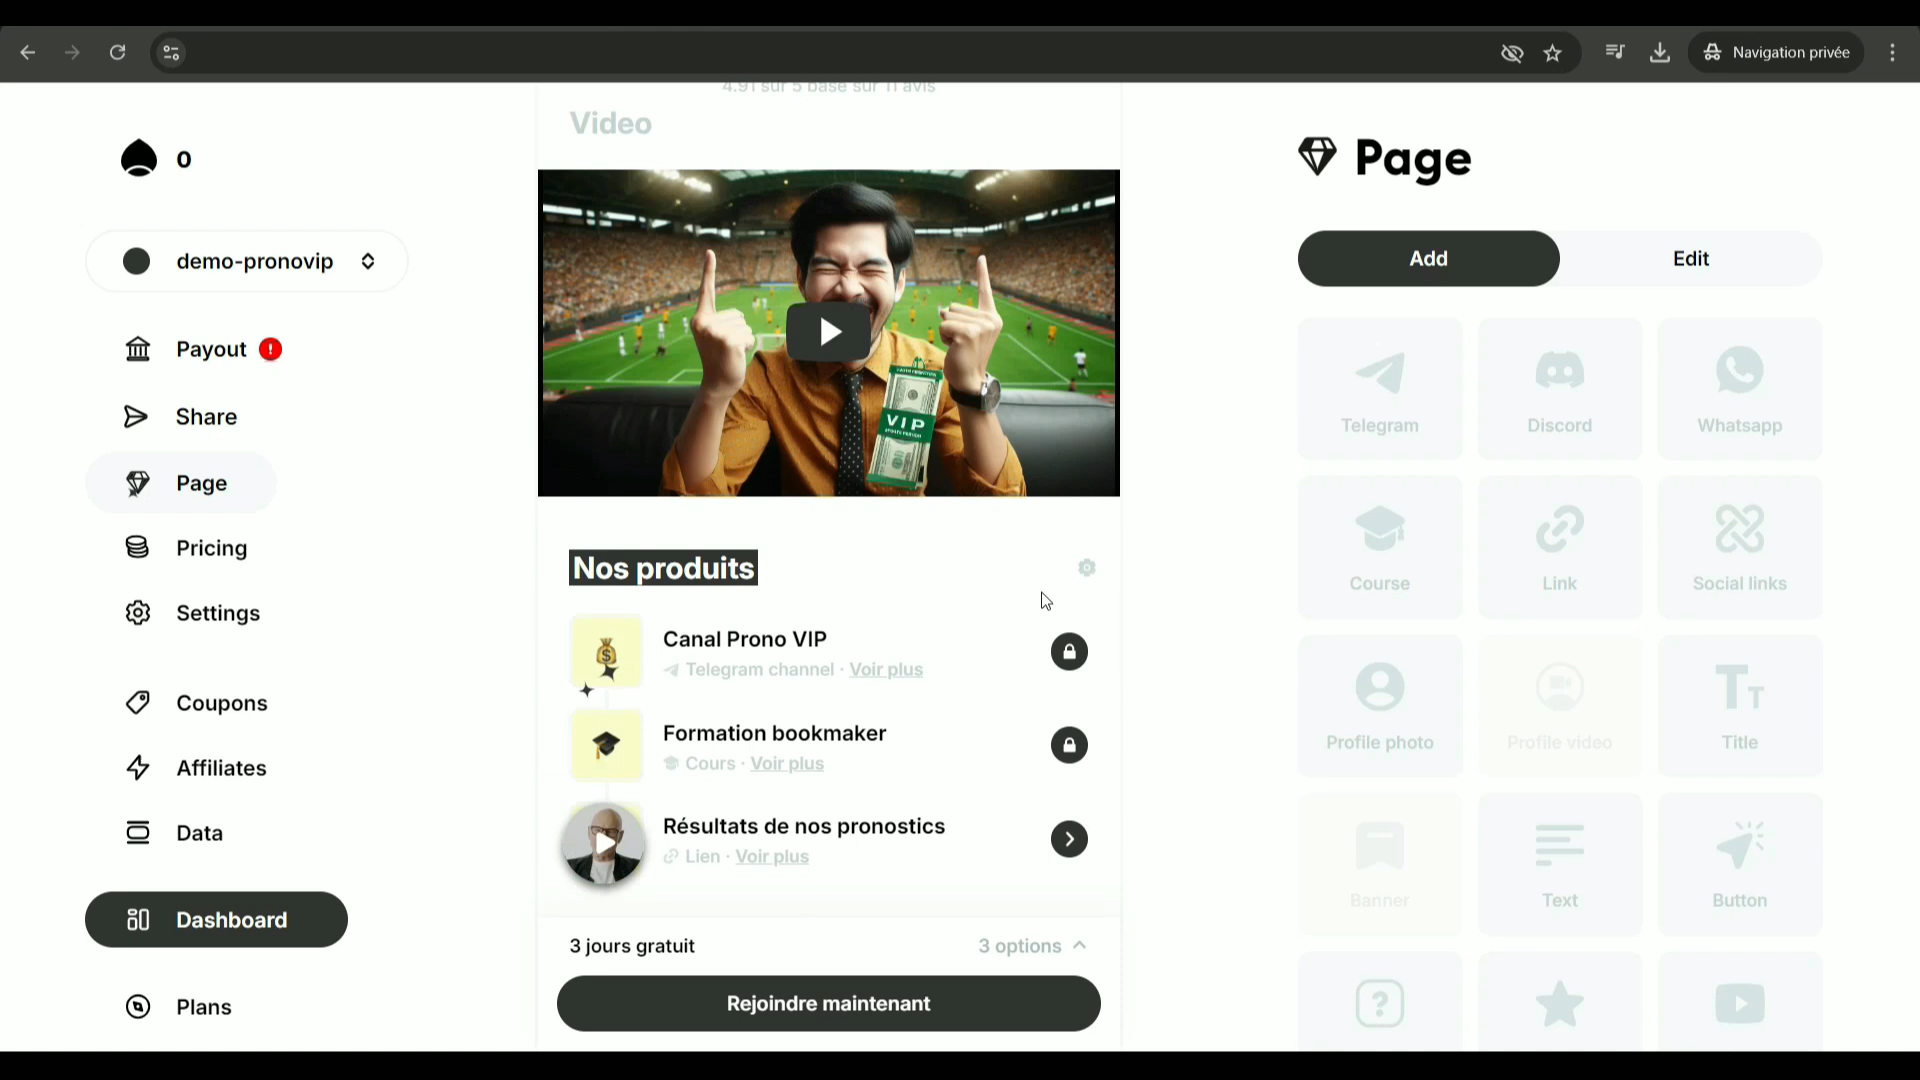 Navigation privée
0
demo-pronovip
Payout
Share
Page
Pricing
Settings
Coupons
Affiliates
Data
Dashboard
Plans
4.91 sur 5 basé sur 11 avis
Video
VIP
Nos produits
Canal Prono VIP
Telegram channel · Voir plus
Formation bookmaker
Cours · Voir plus
Résultats de nos pronostics
Lien · Voir plus
3 jours gratuit
3 options
Rejoindre maintenant
Page
Add
Edit
Telegram
Discord
Whatsapp
Course
Link
Social links
Profile photo
Profile video
Title
Banner
Text
Button